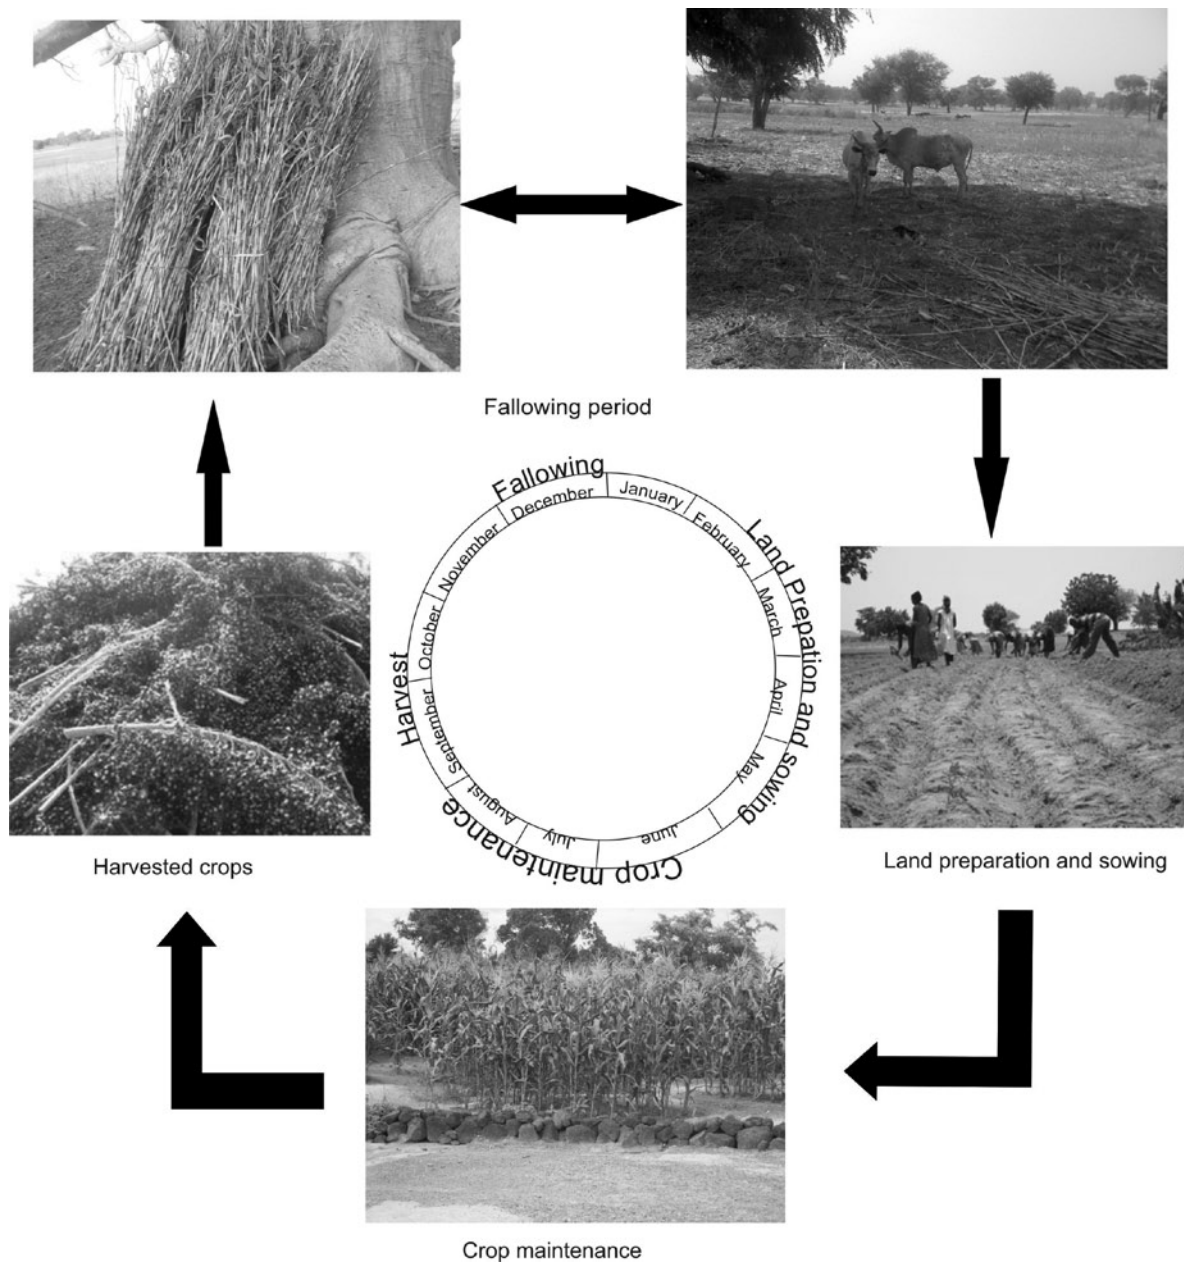 Fallowing period
Fallowing
Land Prepation and sowing
Crop maintenance
Harvest
January
February
March
April
May
June
July
August
September
October
November
December
Harvested crops
Land preparation and sowing
Crop maintenance